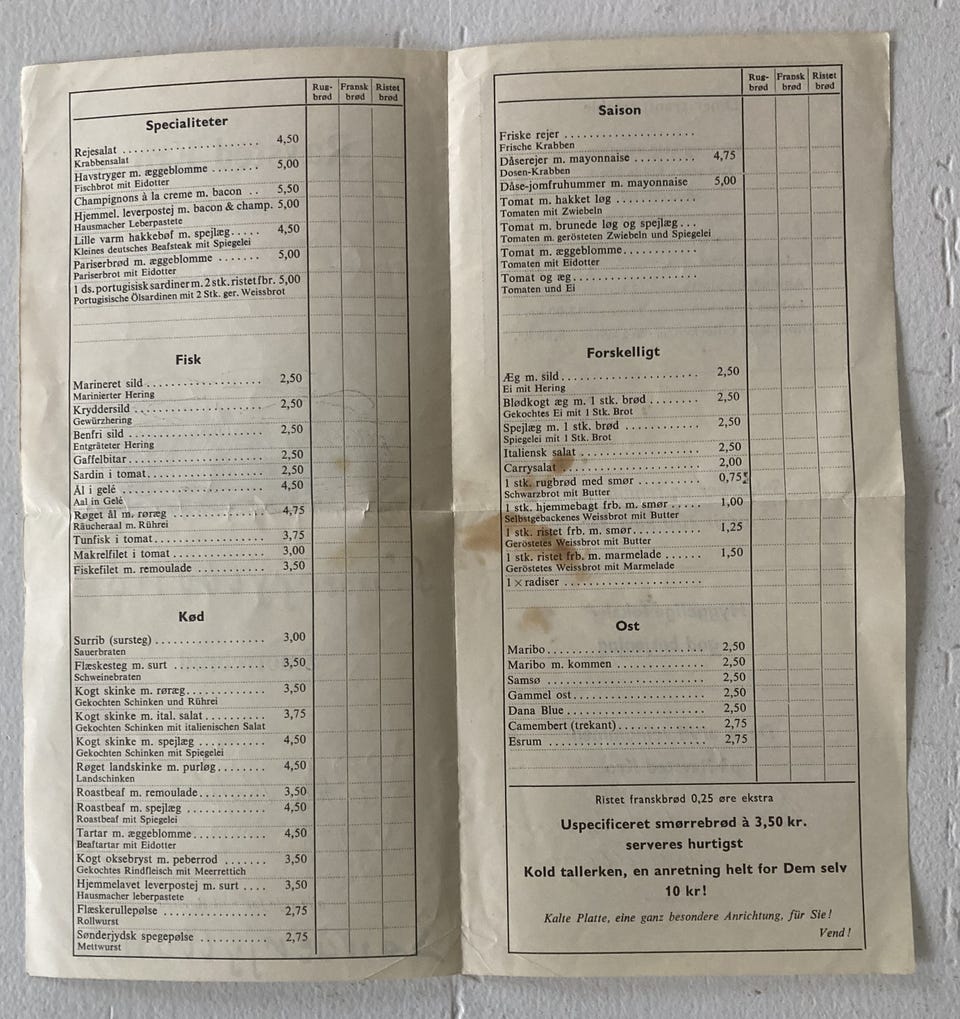 Rug- Fransk Ristet
brød brød brød
Specialiteter
Rejesalat .......................... 4,50
Krabbensalat
Havstryger m. æggeblomme ........ 5,00
Fischbrot mit Eidotter
Champignons à la creme m. bacon .. 5,50
Hjemmel. leverpostej m. bacon & champ. 5,00
Hausmacher Leberpastete
Lille varm hakkebøf m. spejlæg..... 4,50
Kleines deutsches Beafsteak mit Spiegelei
Pariserbrød m. æggeblomme ....... 5,00
Pariserbrot mit Eidotter
1 ds. portugisisk sardiner m. 2 stk. ristet fbr. 5,00
Portugisische Ölsardinen mit 2 Stk. ger. Weissbrot
Fisk
Marineret sild .................... 2,50
Marinierter Hering
Kryddersild ...................... 2,50
Gewürzhering
Benfri sild ....................... 2,50
Entgräteter Hering
Gaffelbitar ....................... 2,50
Sardin i tomat.................... 2,50
Ål i gelé ........................ 4,50
Aal in Gelé
Røget ål m. røræg ................ 4,75
Räucheraal m. Rührei
Tunfisk i tomat................... 3,75
Makrelfilet i tomat ............... 3,00
Fiskefilet m. remoulade ........... 3,50
Kød
Surrib (sursteg) .................. 3,00
Sauerbraten
Flæskesteg m. surt ............... 3,50
Schweinebraten
Kogt skinke m. røræg............. 3,50
Gekochten Schinken und Rührei
Kogt skinke m. ital. salat.......... 3,75
Gekochten Schinken mit italienischen Salat
Kogt skinke m. spejlæg ........... 4,50
Gekochten Schinken mit Spiegelei
Røget landskinke m. purløg........ 4,50
Landschinken
Roastbeaf m. remoulade........... 3,50
Roastbeaf m. spejlæg ............. 4,50
Roastbeaf mit Spiegelei
Tartar m. æggeblomme............ 4,50
Beaftartar mit Eidotter
Kogt oksebryst m. peberrod ....... 3,50
Gekochtes Rindfleisch mit Meerrettich
Hjemmelavet leverpostej m. surt .... 3,50
Hausmacher leberpastete
Flæskerullepølse .................. 2,75
Rollwurst
Sønderjydsk spegepølse ........... 2,75
Mettwurst
Rug- Fransk Ristet
brød brød brød
Saison
Friske rejer ......................
Frische Krabben
Dåserejer m. mayonnaise .......... 4,75
Dosen-Krabben
Dåse-jomfruhummer m. mayonnaise 5,00
Tomat m. hakket løg .............
Tomaten mit Zwiebeln
Tomat m. brunede løg og spejlæg...
Tomaten m. gerösteten Zwiebeln und Spiegelei
Tomat m. æggeblomme............
Tomaten mit Eidotter
Tomat og æg.....................
Tomaten und Ei
Forskelligt
Æg m. sild....................... 2,50
Ei mit Hering
Blødkogt æg m. 1 stk. brød ........ 2,50
Gekochtes Ei mit 1 Stk. Brot
Spejlæg m. 1 stk. brød ............ 2,50
Spiegelei mit 1 Stk. Brot
Italiensk salat .................... 2,50
Carrysalat ....................... 2,00
1 stk. rugbrød med smør .......... 0,75
Schwarzbrot mit Butter
1 stk. hjemmebagt frb. m. smør ..... 1,00
Selbstgebackenes Weissbrot mit Butter
1 stk. ristet frb. m. smør........... 1,25
Geröstetes Weissbrot mit Butter
1 stk. ristet frb. m. marmelade ...... 1,50
Geröstetes Weissbrot mit Marmelade
1 × radiser .......................
Ost
Maribo.......................... 2,50
Maribo m. kommen .............. 2,50
Samsø .......................... 2,50
Gammel ost...................... 2,50
Dana Blue....................... 2,50
Camembert (trekant).............. 2,75
Esrum .......................... 2,75
Ristet franskbrød 0,25 øre ekstra
Uspecificeret smørrebrød à 3,50 kr.
serveres hurtigst
Kold tallerken, en anretning helt for Dem selv
10 kr!
Kalte Platte, eine ganz besondere Anrichtung, für Sie!
Vend!